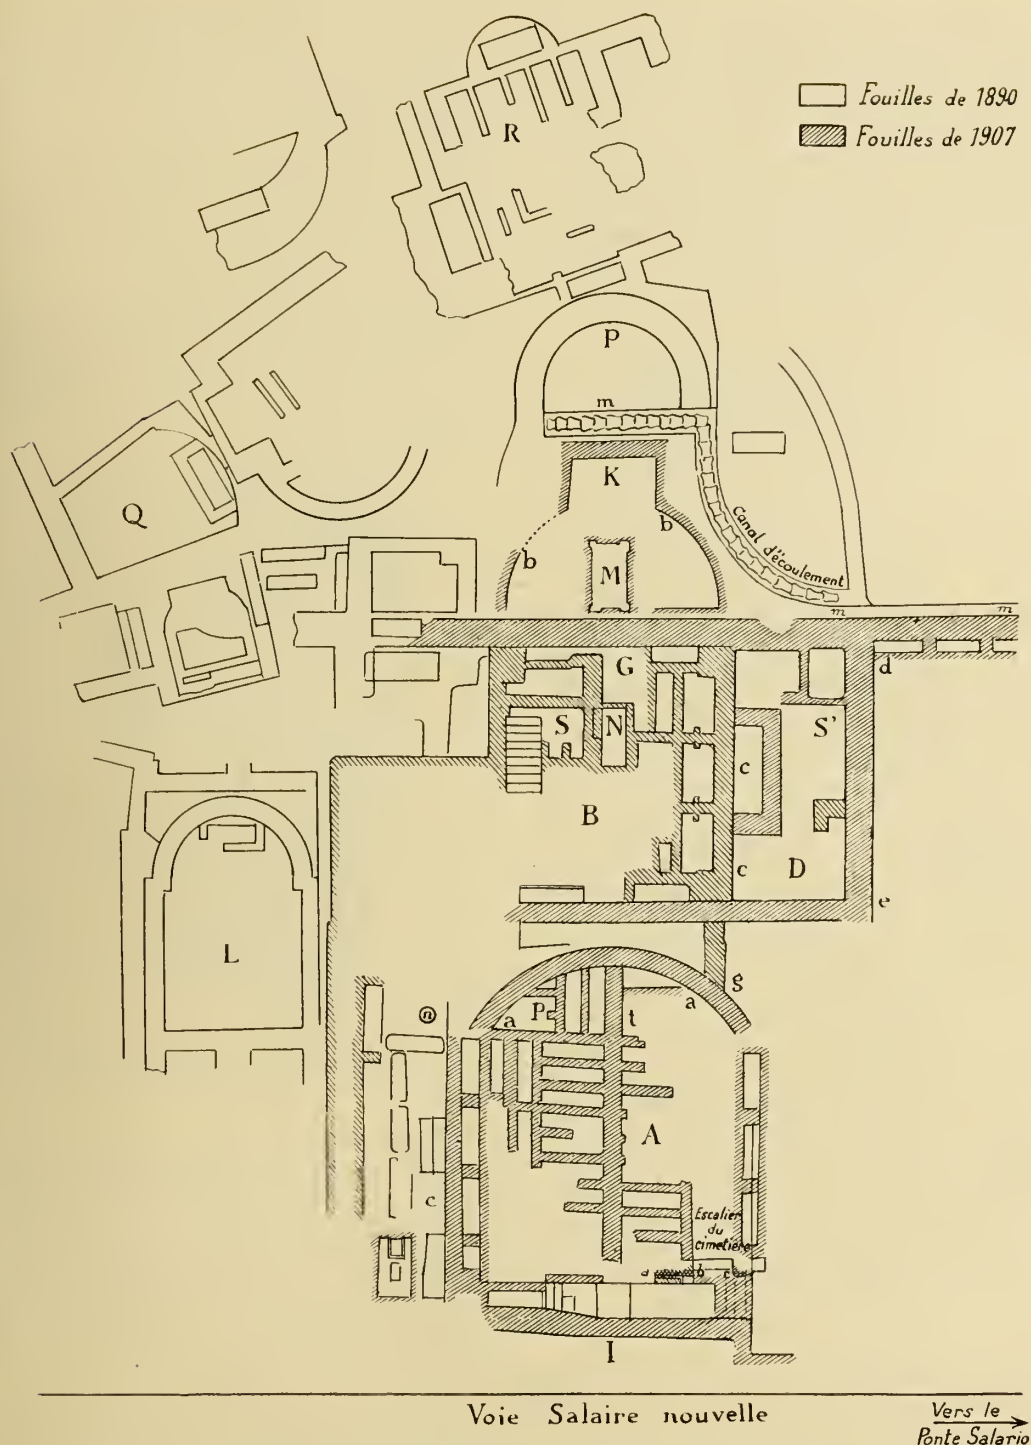 Fouilles de 1890
Fouilles de 1907
R
P
m
K
Q
b
b
M
Canal d'écoulement
m
m
G
d
S
N
S'
c
B
c
D
e
L
g
n
a
P
t
a
A
c
Escalier
du
cimetière
a
b
c
I
Voie Salaire nouvelle
Vers le
Ponte Salario